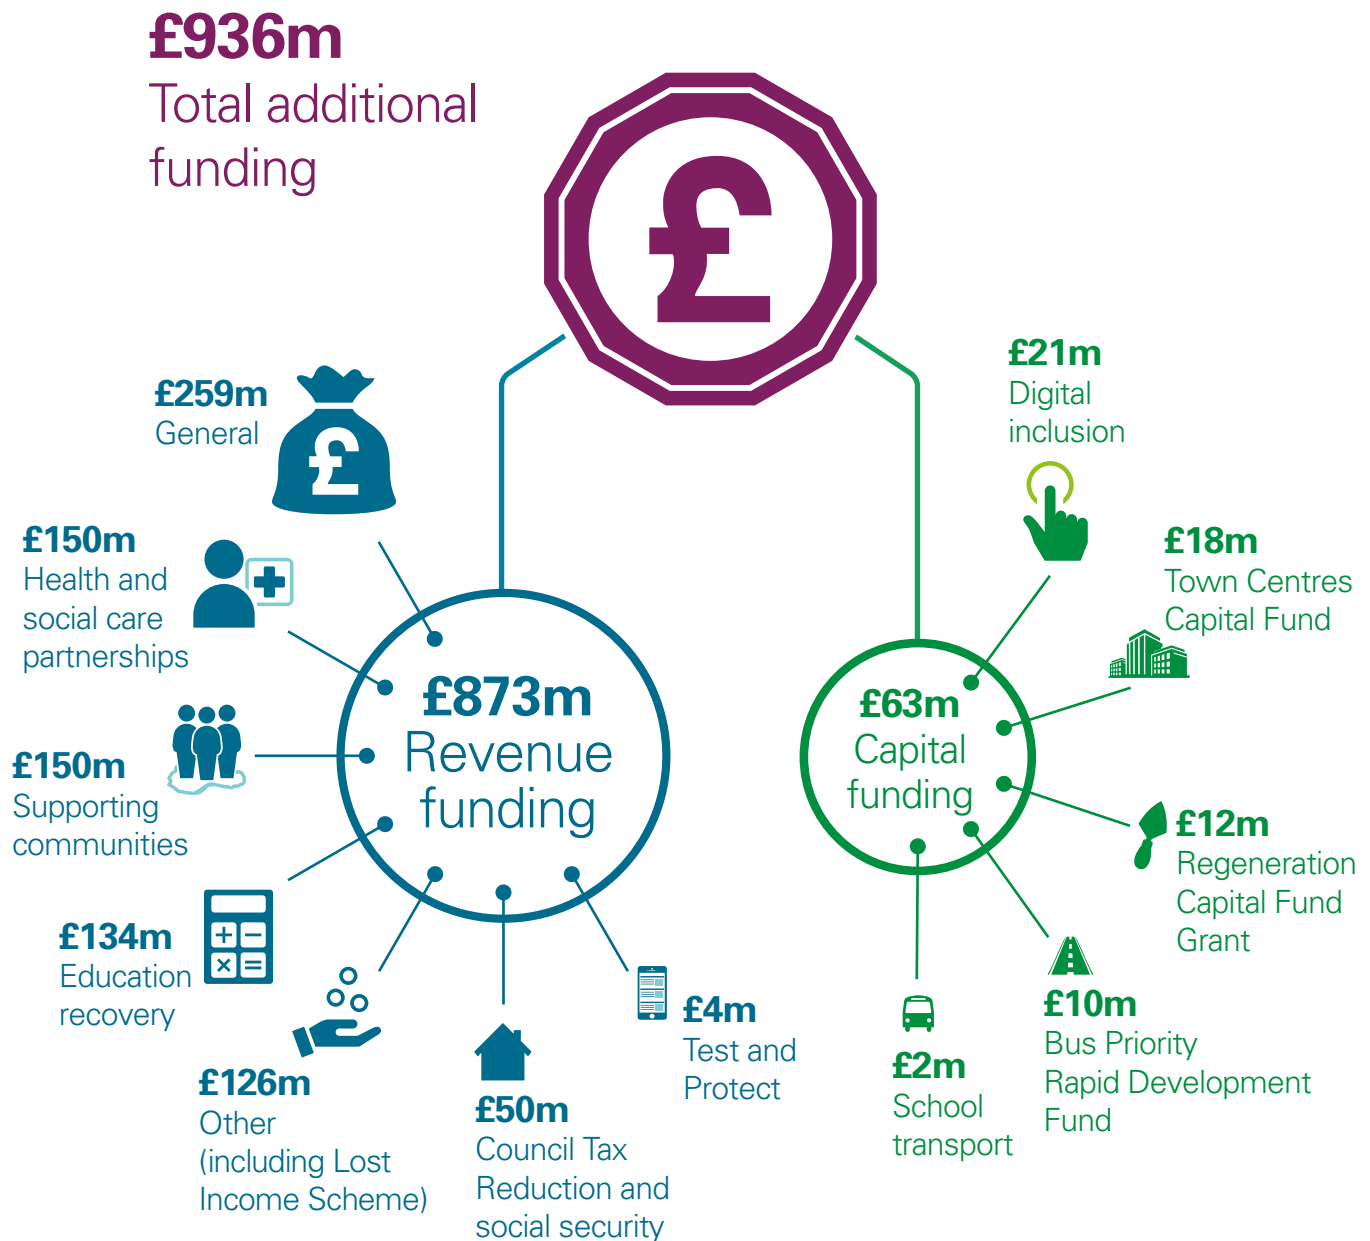 £936m
Total additional
funding
£
£259m
General
£
£150m
Health and
social care
partnerships
£150m
Supporting
communities
£134m
Education
recovery
£126m
Other
(including Lost
Income Scheme)
£50m
Council Tax
Reduction and
social security
£4m
Test and
Protect
£873m
Revenue
funding
£21m
Digital
inclusion
£18m
Town Centres
Capital Fund
£63m
Capital
funding
£12m
Regeneration
Capital Fund
Grant
£10m
Bus Priority
Rapid Development
Fund
£2m
School
transport